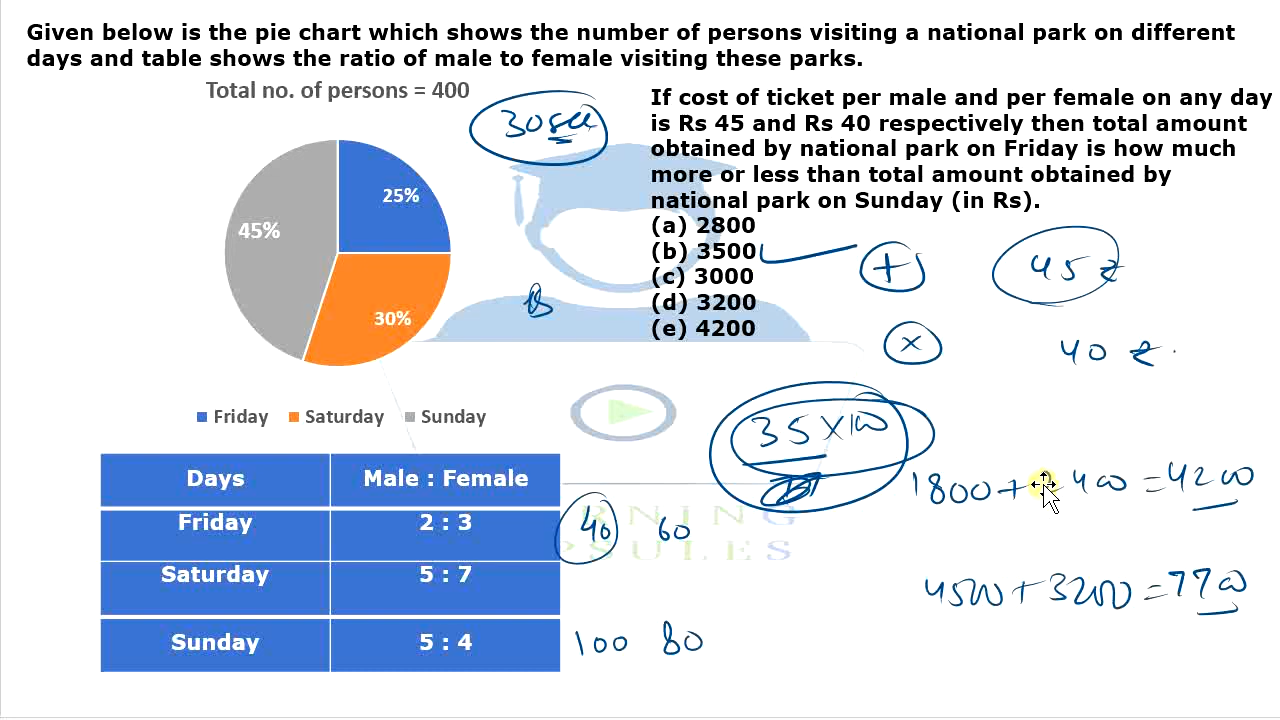 Given below is the pie chart which shows the number of persons visiting a national park on different
days and table shows the ratio of male to female visiting these parks.
Total no. of persons = 400
25%
45%
30%
Friday Saturday Sunday
30 sec
If cost of ticket per male and per female on any day
is Rs 45 and Rs 40 respectively then total amount
obtained by national park on Friday is how much
more or less than total amount obtained by
national park on Sunday (in Rs).
(a) 2800
(b) 3500
(c) 3000
(d) 3200
(e) 4200
+
45 ₹
×
40 ₹
35 × 100
Days Male : Female
Friday 2 : 3
40 60
Saturday 5 : 7
Sunday 5 : 4
100 80
1800 + 2400 = 4200
4500 + 3200 = 7700